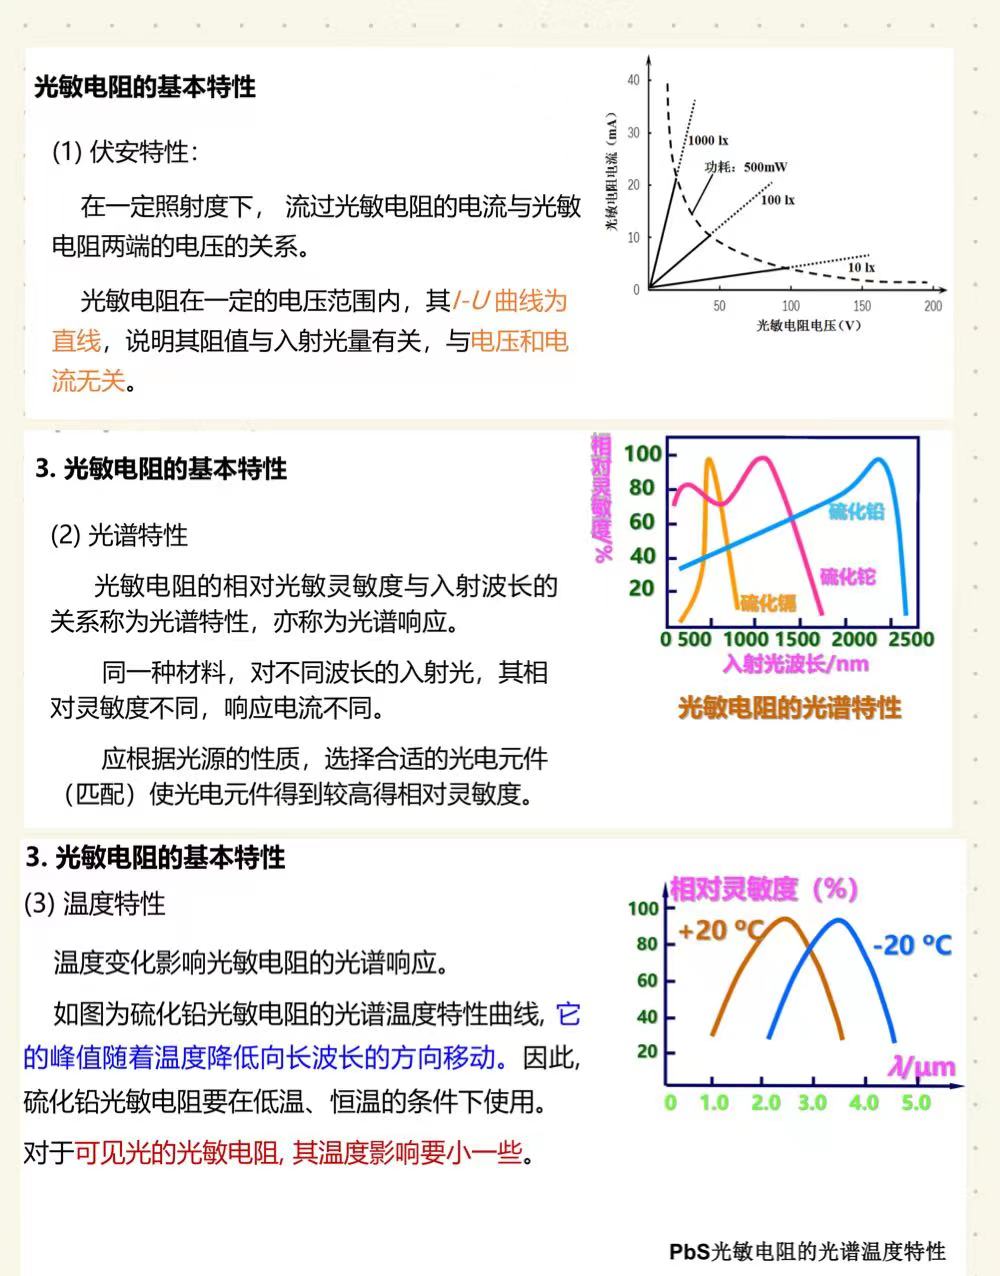 光敏电阻的基本特性
(1) 伏安特性：
在一定照射度下， 流过光敏电阻的电流与光敏
电阻两端的电压的关系。
光敏电阻在一定的电压范围内，其I-U 曲线为
直线，说明其阻值与入射光量有关，与电压和电
流无关。
光敏电阻电流（mA）
40
30
20
10
0
1000 lx
功耗：500mW
100 lx
10 lx
50 100 150 200
光敏电阻电压(V)
3. 光敏电阻的基本特性
(2) 光谱特性
光敏电阻的相对光敏灵敏度与入射波长的
关系称为光谱特性，亦称为光谱响应。
同一种材料，对不同波长的入射光，其相
对灵敏度不同，响应电流不同。
应根据光源的性质，选择合适的光电元件
（匹配）使光电元件得到较高得相对灵敏度。
相对灵敏度/%
100
80
60
40
20
硫化铅
硫化铊
硫化镉
0 500 1000 1500 2000 2500
入射光波长/nm
光敏电阻的光谱特性
3. 光敏电阻的基本特性
(3) 温度特性
温度变化影响光敏电阻的光谱响应。
如图为硫化铅光敏电阻的光谱温度特性曲线, 它
的峰值随着温度降低向长波长的方向移动。因此,
硫化铅光敏电阻要在低温、恒温的条件下使用。
对于可见光的光敏电阻, 其温度影响要小一些。
相对灵敏度（%）
100
80
60
40
20
+20 ℃
-20 ℃
λ/μm
0 1.0 2.0 3.0 4.0 5.0
PbS光敏电阻的光谱温度特性